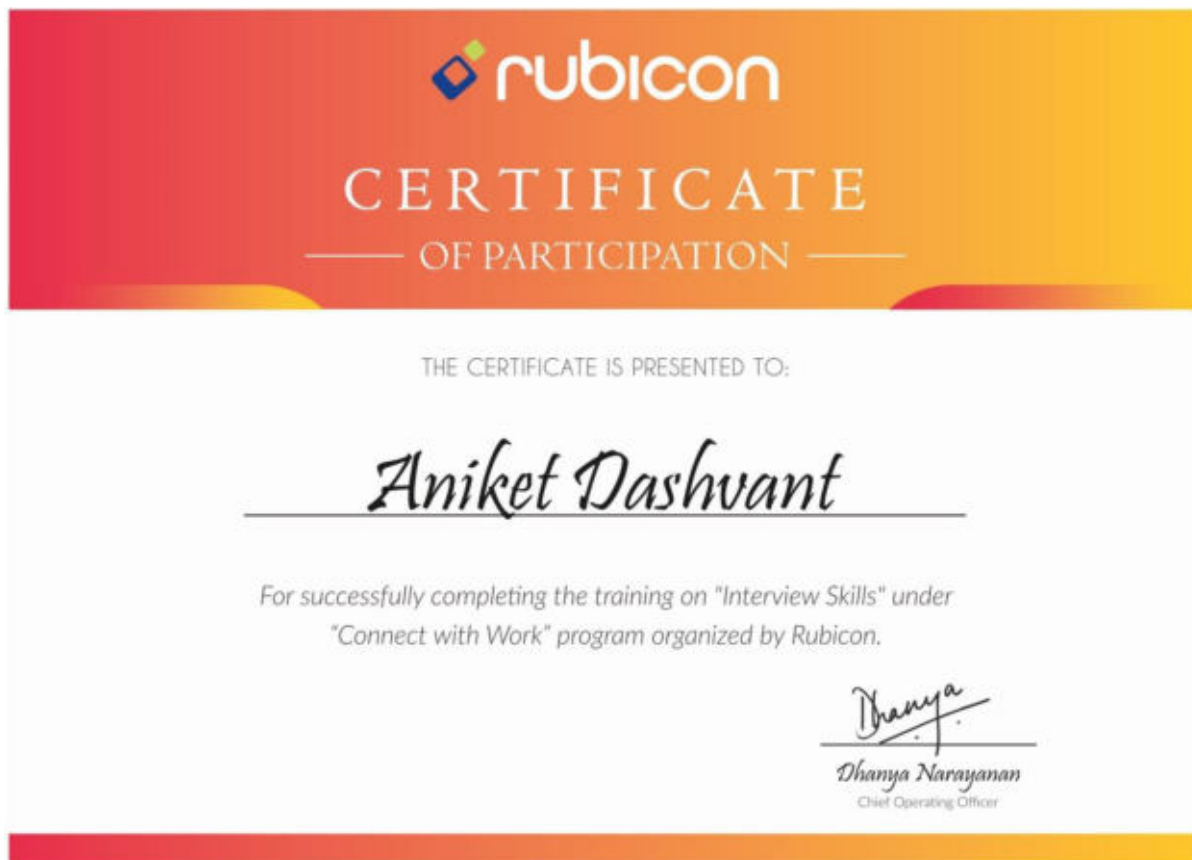 rubicon
CERTIFICATE
OF PARTICIPATION
THE CERTIFICATE IS PRESENTED TO:
Aniket Dashvant
For successfully completing the training on "Interview Skills" under
"Connect with Work" program organized by Rubicon.
Dhanya
Dhanya Narayanan
Chief Operating Officer